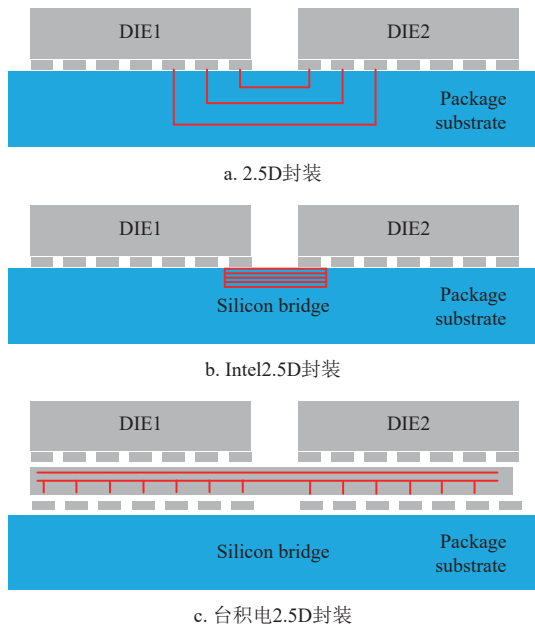 DIE1 DIE2
Package
substrate
a. 2.5D封装
DIE1 DIE2
Silicon bridge Package
substrate
b. Intel2.5D封装
DIE1 DIE2
Silicon bridge Package
substrate
c. 台积电2.5D封装